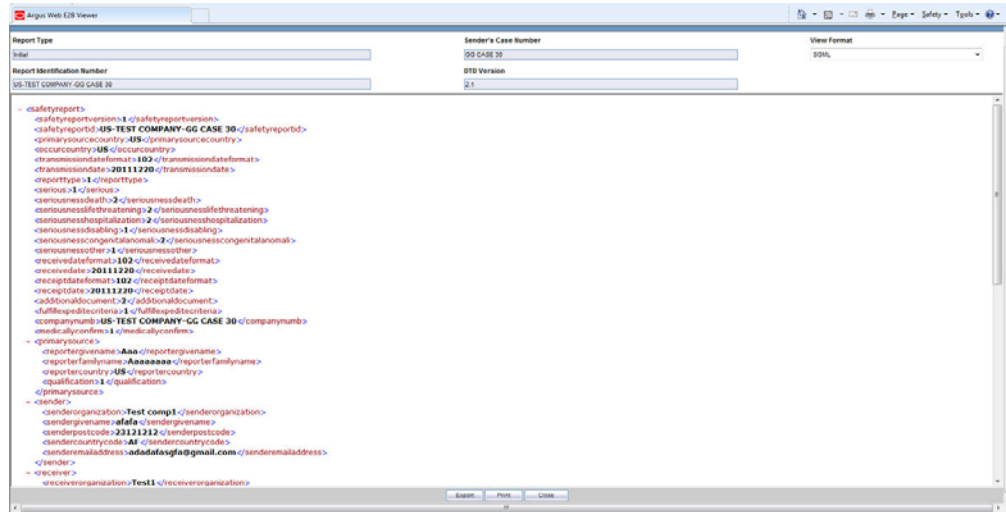 Argus Web E2B Viewer
Page Safety Tools
Report Type Sender's Case Number View Format
Initial GG CASE 30 SGML
Report Identification Number DTD Version
US-TEST COMPANY-GG CASE 30 2.1
- <safetyreport>
<safetyreportversion>1</safetyreportversion>
<safetyreportid>US-TEST COMPANY-GG CASE 30</safetyreportid>
<primarysourcecountry>US</primarysourcecountry>
<occurcountry>US</occurcountry>
<transmissiondateformat>102</transmissiondateformat>
<transmissiondate>20111220</transmissiondate>
<reporttype>1</reporttype>
<serious>1</serious>
<seriousnessdeath>2</seriousnessdeath>
<seriousnesslifethreatening>2</seriousnesslifethreatening>
<seriousnesshospitalization>2</seriousnesshospitalization>
<seriousnessdisabling>1</seriousnessdisabling>
<seriousnesscongenitalanomali>2</seriousnesscongenitalanomali>
<seriousnessother>1</seriousnessother>
<receivedateformat>102</receivedateformat>
<receivedate>20111220</receivedate>
<receiptdateformat>102</receiptdateformat>
<receiptdate>20111220</receiptdate>
<additionaldocument>2</additionaldocument>
<fulfillexpeditecriteria>1</fulfillexpeditecriteria>
<companynumb>US-TEST COMPANY-GG CASE 30</companynumb>
<medicallyconfirm>1</medicallyconfirm>
- <primarysource>
<reportergivename>Aaa</reportergivename>
<reporterfamilyname>Aaaaaaaa</reporterfamilyname>
<reportercountry>US</reportercountry>
<qualification>1</qualification>
</primarysource>
- <sender>
<senderorganization>Test comp1</senderorganization>
<sendergivename>afafa</sendergivename>
<senderpostcode>23121212</senderpostcode>
<sendercountrycode>AF</sendercountrycode>
<senderemailaddress>adadafasgfa@gmail.com</senderemailaddress>
</sender>
- <receiver>
<receiverorganization>Test1</receiverorganization>
Export Print Close